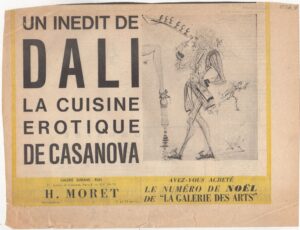 UN INEDIT DE
DALI
LA CUISINE
EROTIQUE
DE CASANOVA
H. MORET
AVEZ-VOUS ACHETÉ
LE NUMÉRO DE NOËL
DE "LA GALERIE DES ARTS"